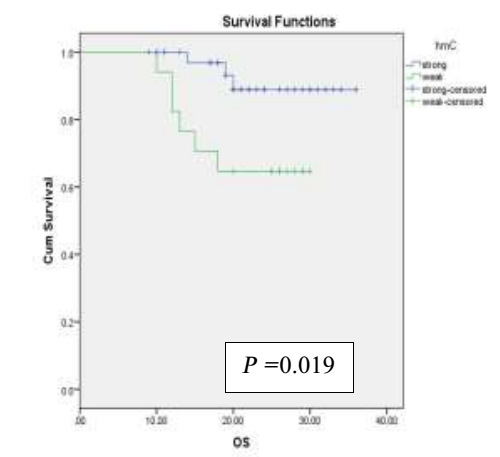 Survival Functions
hmC
strong
weak
strong-censored
weak-censored
Cum Survival
1.0
0.8
0.6
0.4
0.2
0.0
P =0.019
.00 10.00 20.00 30.00 40.00
OS